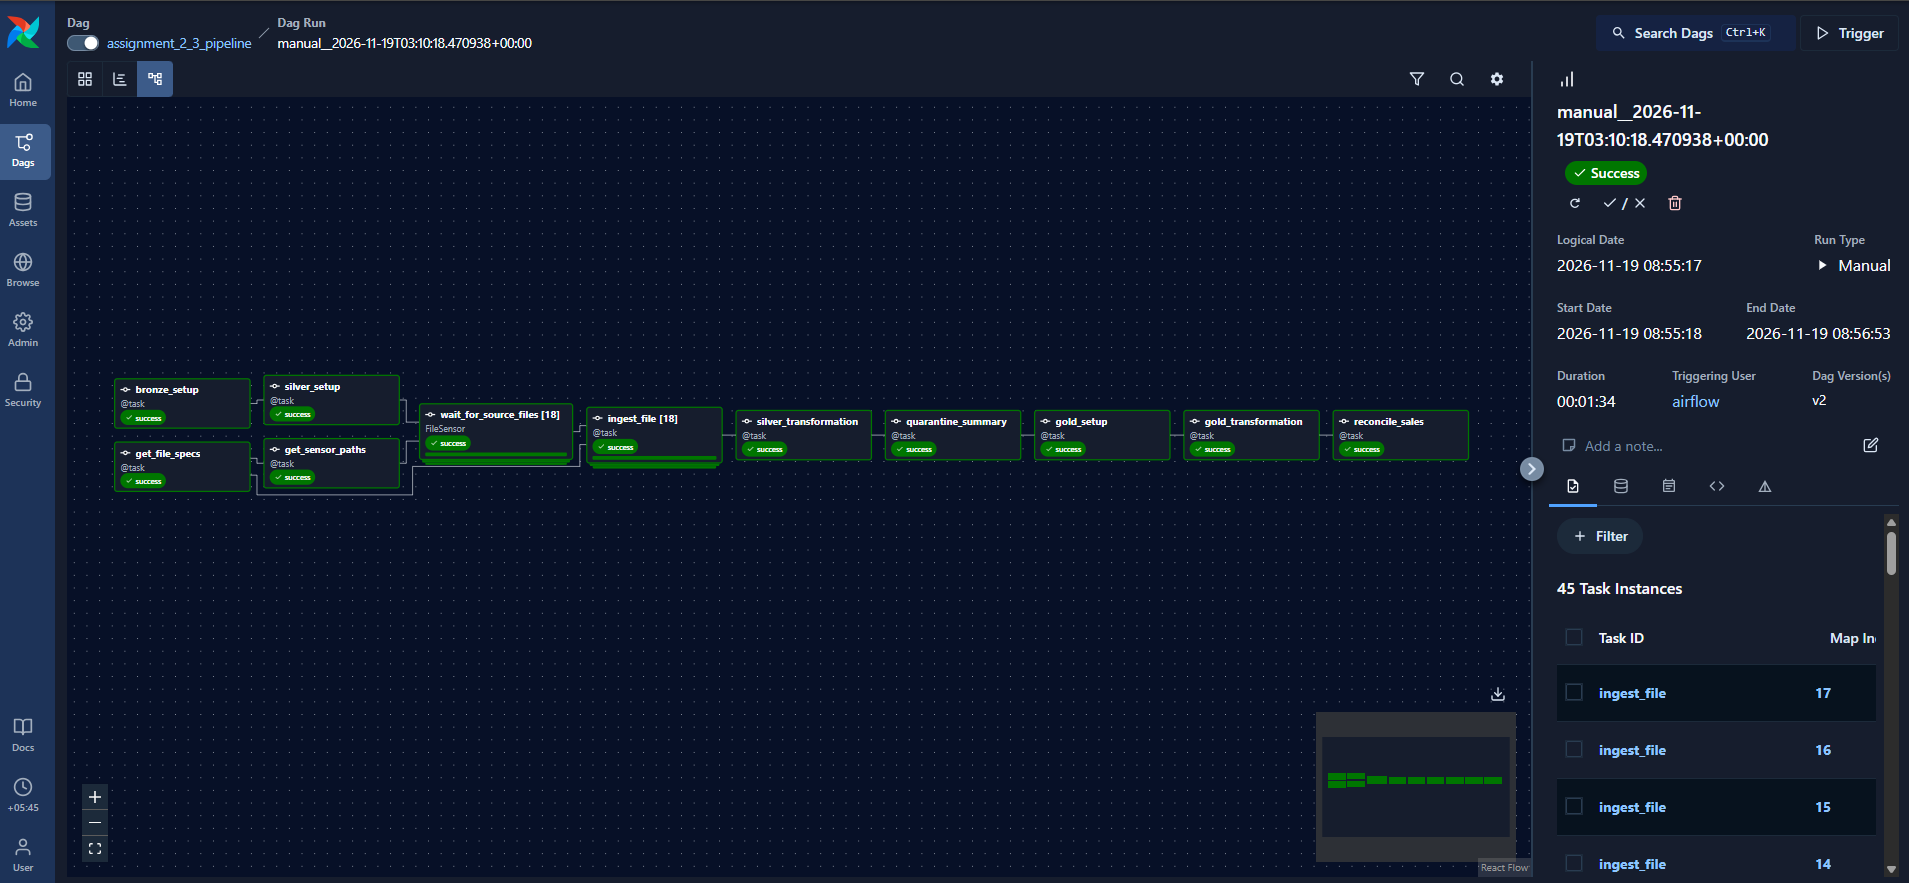 Dag
assignment_2_3_pipeline
Dag Run
manual__2026-11-19T03:10:18.470938+00:00
Search Dags Ctrl+K
Trigger
Home
Dags
Assets
Browse
Admin
Security
Docs
+05:45
User
bronze_setup
@task
success
get_file_specs
@task
success
silver_setup
@task
success
get_sensor_paths
@task
success
wait_for_source_files [18]
FileSensor
success
ingest_file [18]
@task
success
silver_transformation
@task
success
quarantine_summary
@task
success
gold_setup
@task
success
gold_transformation
@task
success
reconcile_sales
@task
success
React Flow
manual__2026-11-
19T03:10:18.470938+00:00
Success
Logical Date
2026-11-19 08:55:17
Run Type
Manual
Start Date
2026-11-19 08:55:18
End Date
2026-11-19 08:56:53
Duration
00:01:34
Triggering User
airflow
Dag Version(s)
v2
Add a note...
Filter
45 Task Instances
Task ID Map In
ingest_file 17
ingest_file 16
ingest_file 15
ingest_file 14